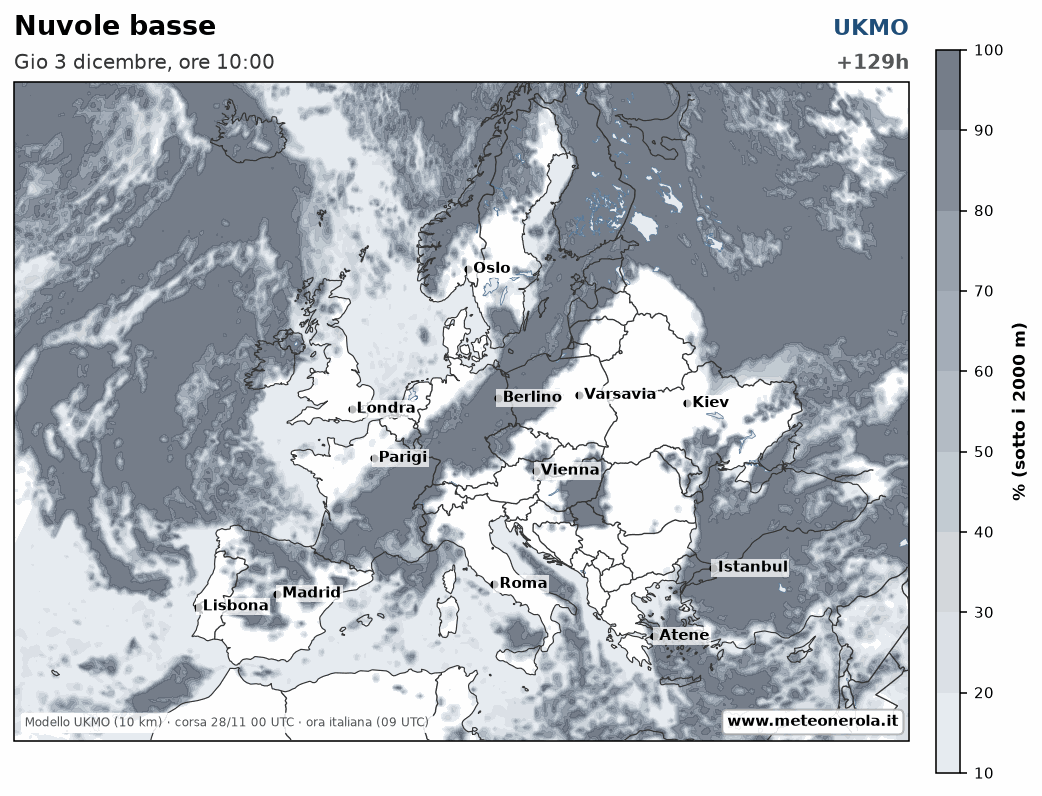 Nuvole basse
UKMO
Gio 3 dicembre, ore 10:00
+129h
100
90
80
70
60
50
40
30
20
10
% (sotto i 2000 m)
Oslo
Berlino
Varsavia
Kiev
Londra
Parigi
Vienna
Istanbul
Roma
Madrid
Lisbona
Atene
Modello UKMO (10 km) · corsa 28/11 00 UTC · ora italiana (09 UTC)
www.meteonerola.it